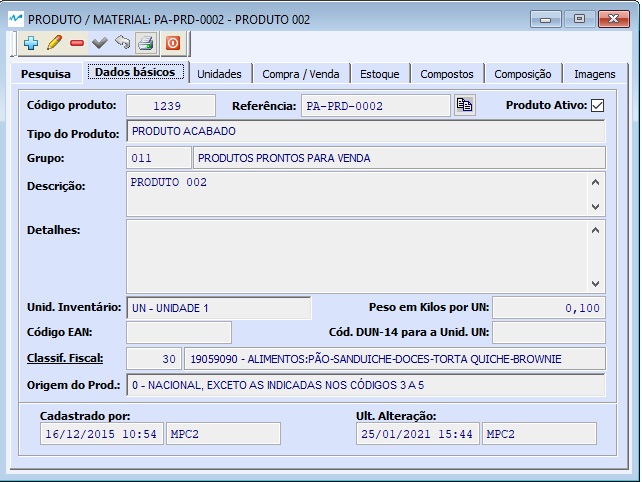 PRODUTO / MATERIAL: PA-PRD-0002 - PRODUTO 002
Pesquisa Dados básicos Unidades Compra / Venda Estoque Compostos Composição Imagens
Código produto: 1239 Referência: PA-PRD-0002 Produto Ativo:
Tipo do Produto: PRODUTO ACABADO
Grupo: 011 PRODUTOS PRONTOS PARA VENDA
Descrição: PRODUTO 002
Detalhes:
Unid. Inventário: UN - UNIDADE 1 Peso em Kilos por UN: 0,100
Código EAN: Cód. DUN-14 para a Unid. UN:
Classif. Fiscal: 30 19059090 - ALIMENTOS:PÃO-SANDUICHE-DOCES-TORTA QUICHE-BROWNIE
Origem do Prod.: 0 - NACIONAL, EXCETO AS INDICADAS NOS CÓDIGOS 3 A 5
Cadastrado por: Ult. Alteração:
16/12/2015 10:54 MPC2 25/01/2021 15:44 MPC2